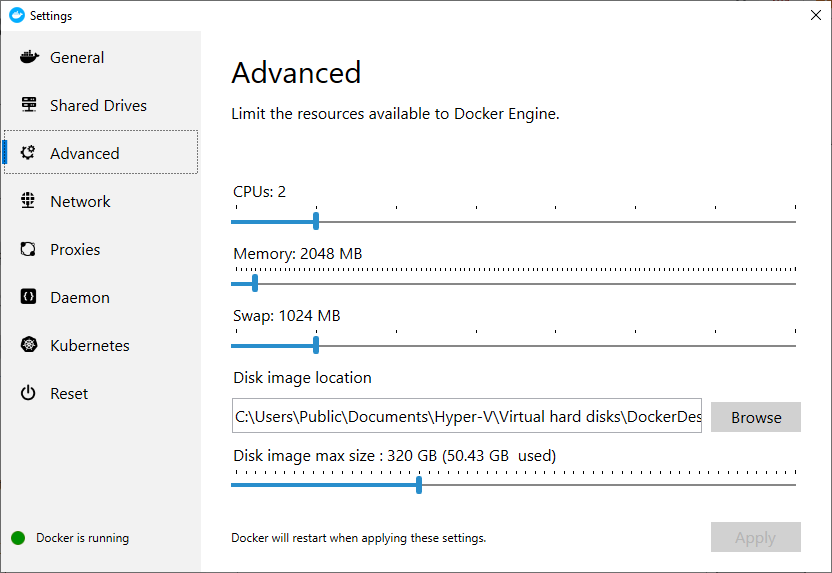 Settings
General
Shared Drives
Advanced
Network
Proxies
Daemon
Kubernetes
Reset
Docker is running
Advanced
Limit the resources available to Docker Engine.
CPUs: 2
Memory: 2048 MB
Swap: 1024 MB
Disk image location
C:\Users\Public\Documents\Hyper-V\Virtual hard disks\DockerDes
Browse
Disk image max size : 320 GB (50.43 GB  used)
Docker will restart when applying these settings.
Apply